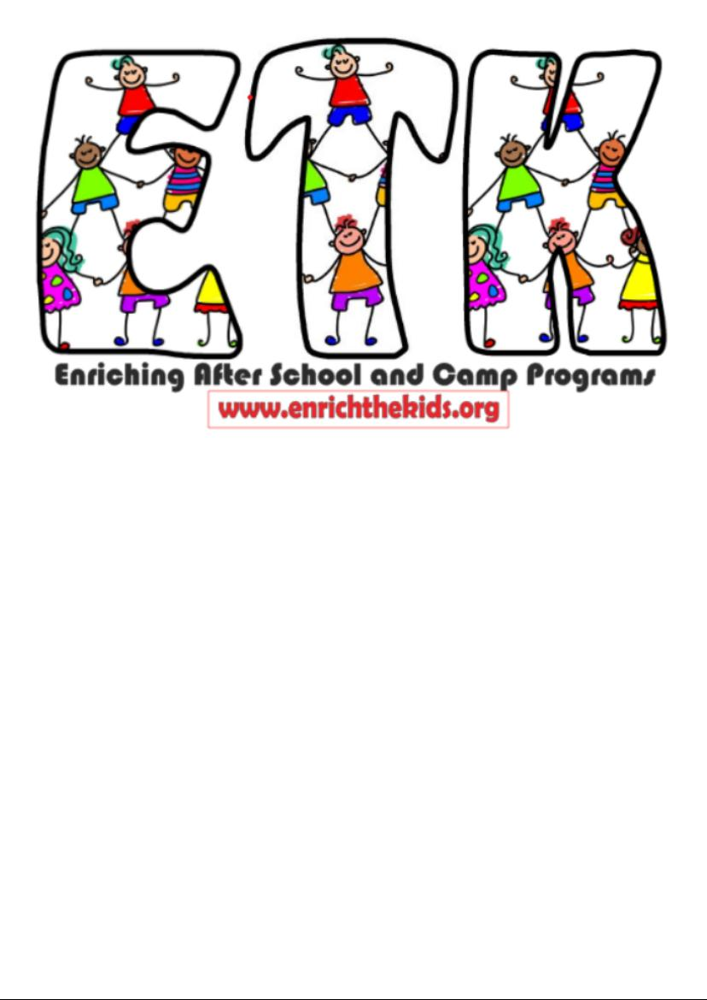 ETK
Enriching After School and Camp Programs
www.enrichthekids.org